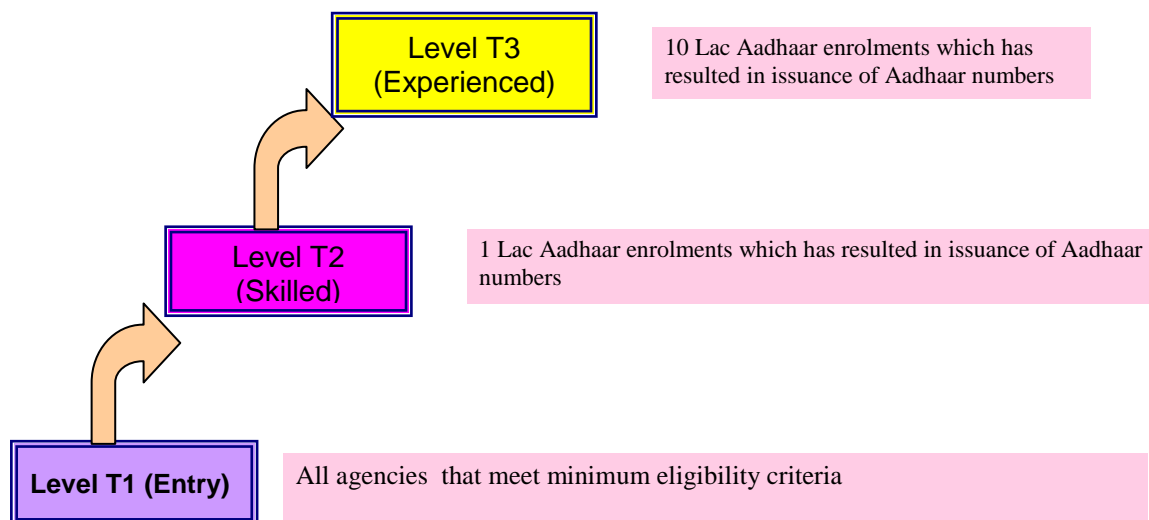 Level T3
(Experienced)
10 Lac Aadhaar enrolments which has
resulted in issuance of Aadhaar numbers
Level T2
(Skilled)
1 Lac Aadhaar enrolments which has resulted in issuance of Aadhaar
numbers
Level T1 (Entry)
All agencies  that meet minimum eligibility criteria